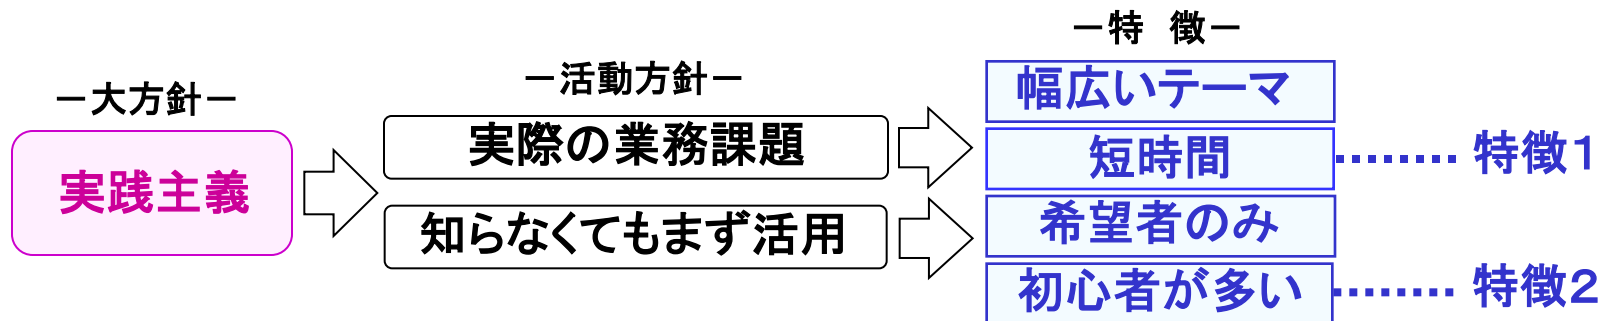 －大方針－
実践主義
－活動方針－
実際の業務課題
知らなくてもまず活用
－特　徴－
幅広いテーマ
短時間
特徴１
希望者のみ
初心者が多い
特徴２